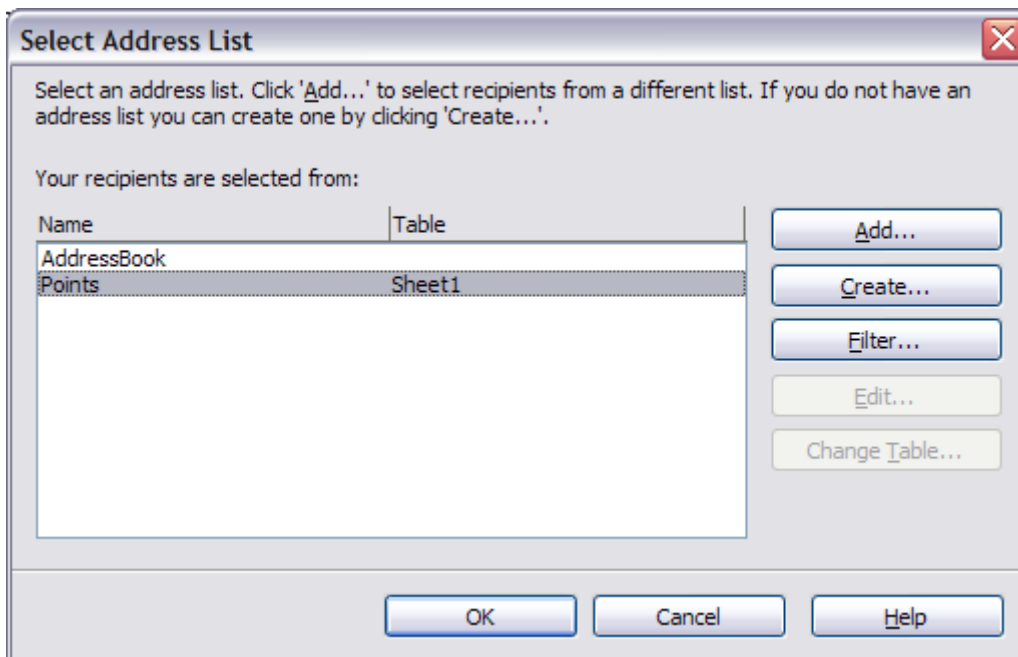 Select Address List
Select an address list. Click 'Add...' to select recipients from a different list. If you do not have an
address list you can create one by clicking 'Create...'.
Your recipients are selected from:
Name Table
AddressBook
Points Sheet1
Add...
Create...
Filter...
Edit...
Change Table...
OK Cancel Help